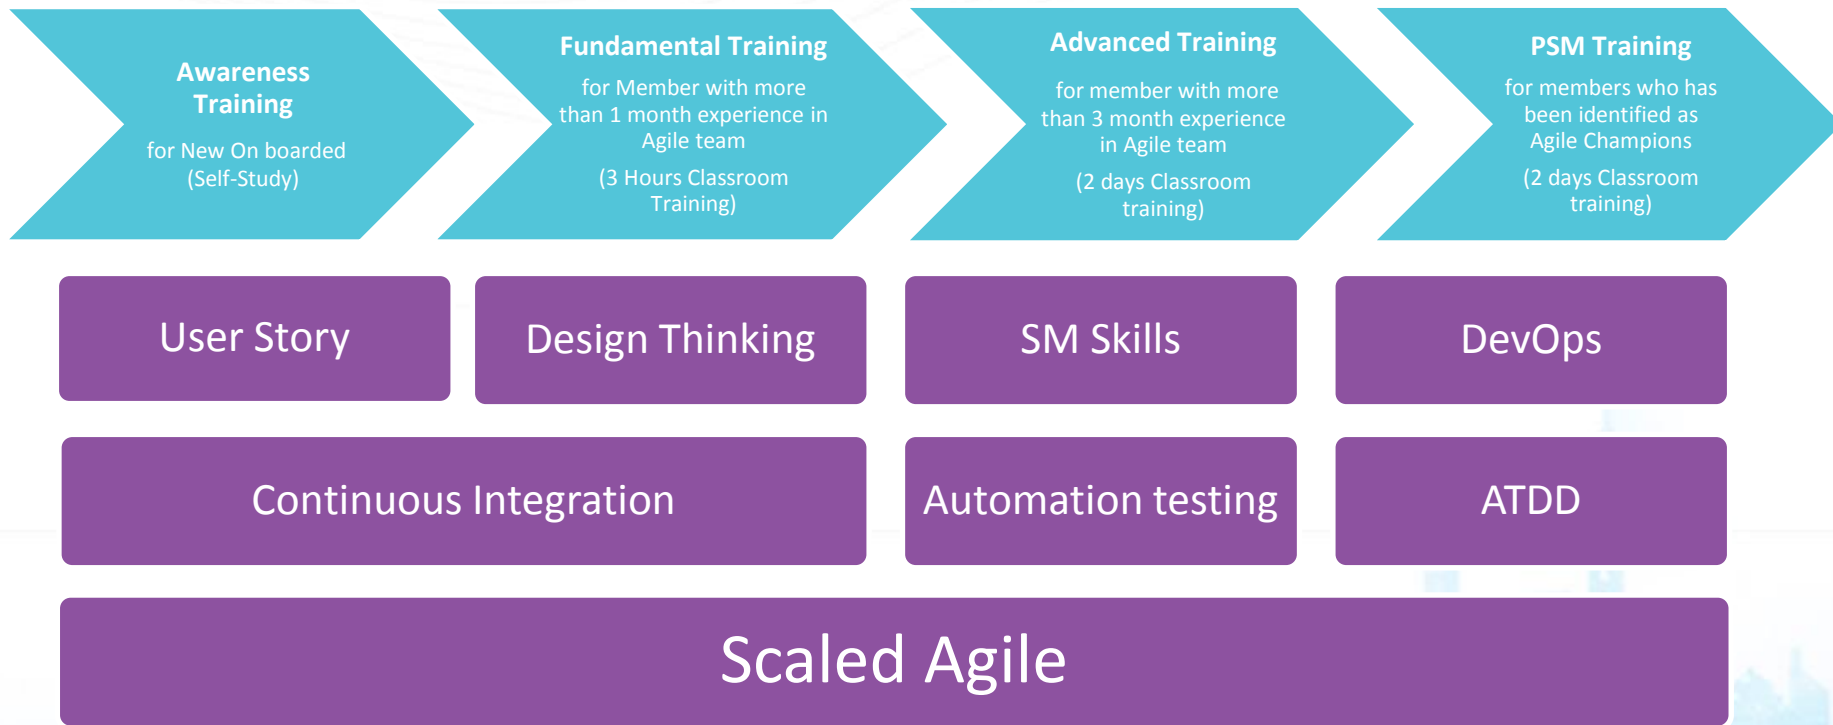 Awareness
Training
for New On boarded
(Self-Study)
Fundamental Training
for Member with more
than 1 month experience in
Agile team
(3 Hours Classroom
Training)
Advanced Training
for member with more
than 3 month experience
in Agile team
(2 days Classroom
training)
PSM Training
for members who has
been identified as
Agile Champions
(2 days Classroom
training)
User Story
Design Thinking
SM Skills
DevOps
Continuous Integration
Automation testing
ATDD
Scaled Agile